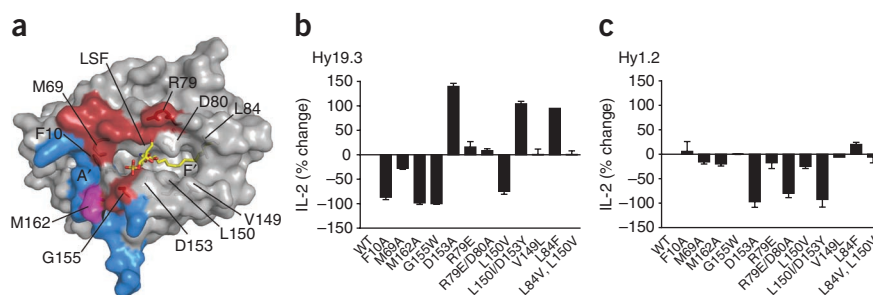 a
LSF
M69
F10
A′
M162
G155
R79
D80
L84
F′
V149
L150
D153
b
Hy19.3
IL-2 (% change)
150
100
50
0
−50
−100
−150
WT
F10A
M69A
M162A
G155W
D153A
R79E
R79E/D80A
L150V
L150I/D153Y
V149L
L84F
L84V, L150V
c
Hy1.2
IL-2 (% change)
150
100
50
0
−50
−100
−150
WT
F10A
M69A
M162A
G155W
D153A
R79E
R79E/D80A
L150V
L150I/D153Y
V149L
L84F
L84V, L150V